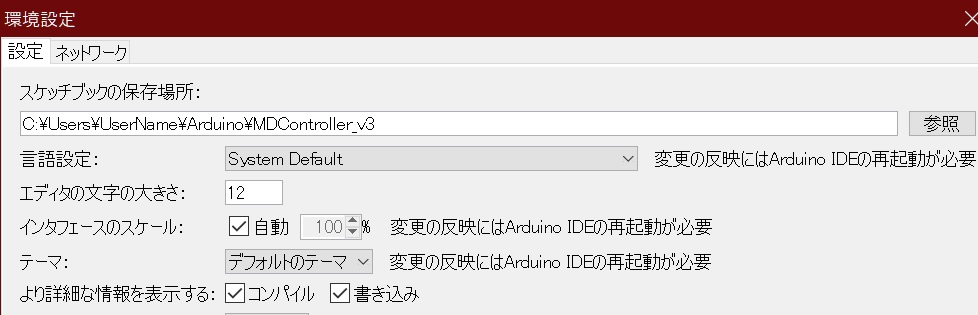 環境設定
設定 ネットワーク
スケッチブックの保存場所:
C:¥Users¥UserName¥Arduino¥MDController_v3 参照
言語設定: System Default 変更の反映にはArduino IDEの再起動が必要
エディタの文字の大きさ: 12
インタフェースのスケール: 自動 100 % 変更の反映にはArduino IDEの再起動が必要
テーマ: デフォルトのテーマ 変更の反映にはArduino IDEの再起動が必要
より詳細な情報を表示する: コンパイル 書き込み